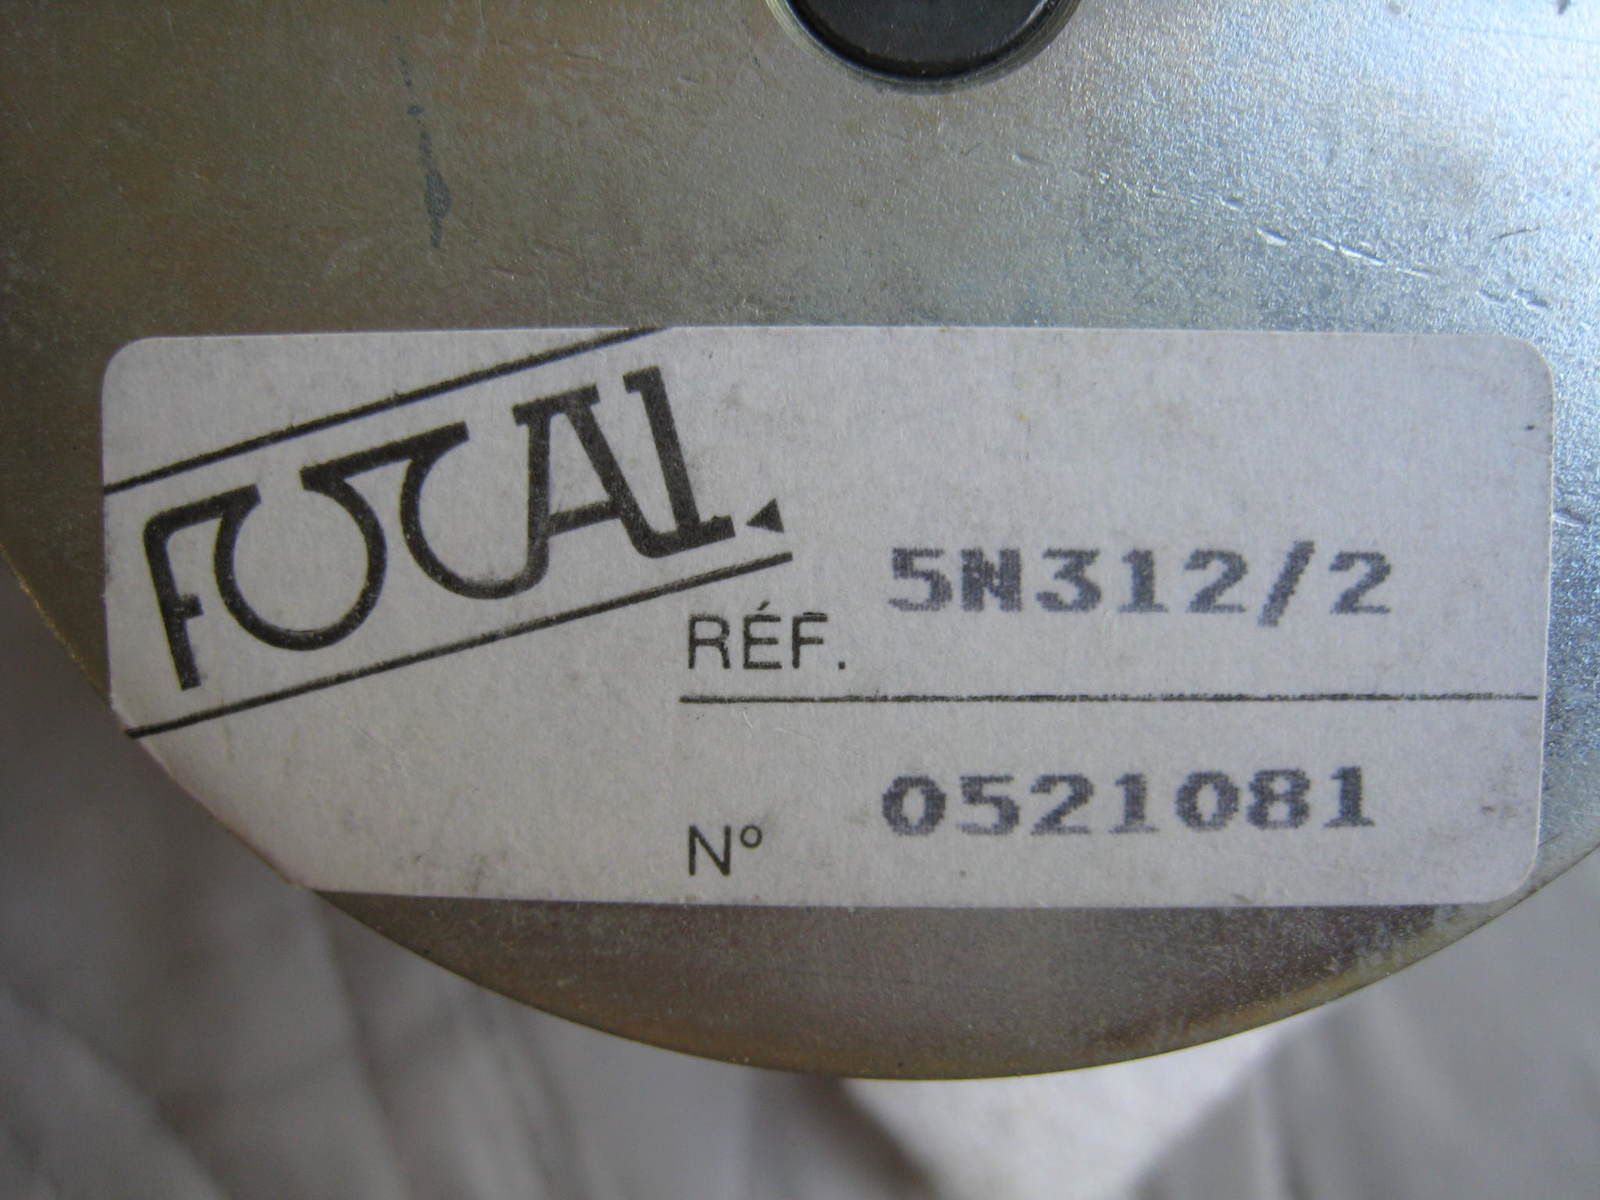 FOCAL
RÉF. 5N312/2
N° 0521081